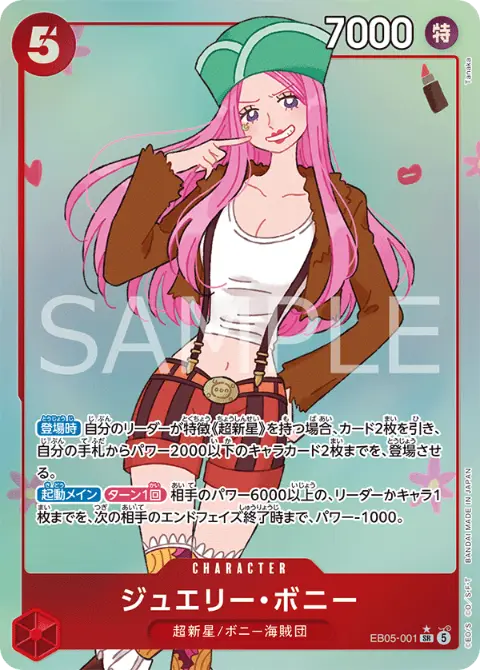 5
7000 特
Tanaka
SAMPLE
登場時 自分のリーダーが特徴《超新星》を持つ場合、カード2枚を引き、
自分の手札からパワー2000以下のキャラカード2枚までを、登場させ
る。
起動メイン ターン1回 相手のパワー6000以上の、リーダーかキャラ1
枚までを、次の相手のエンドフェイズ終了時まで、パワー-1000。
CHARACTER
ジュエリー・ボニー
超新星/ボニー海賊団
EB05-001 SR 5
©E.O/S ©O/S・F・T BANDAI MADE IN JAPAN